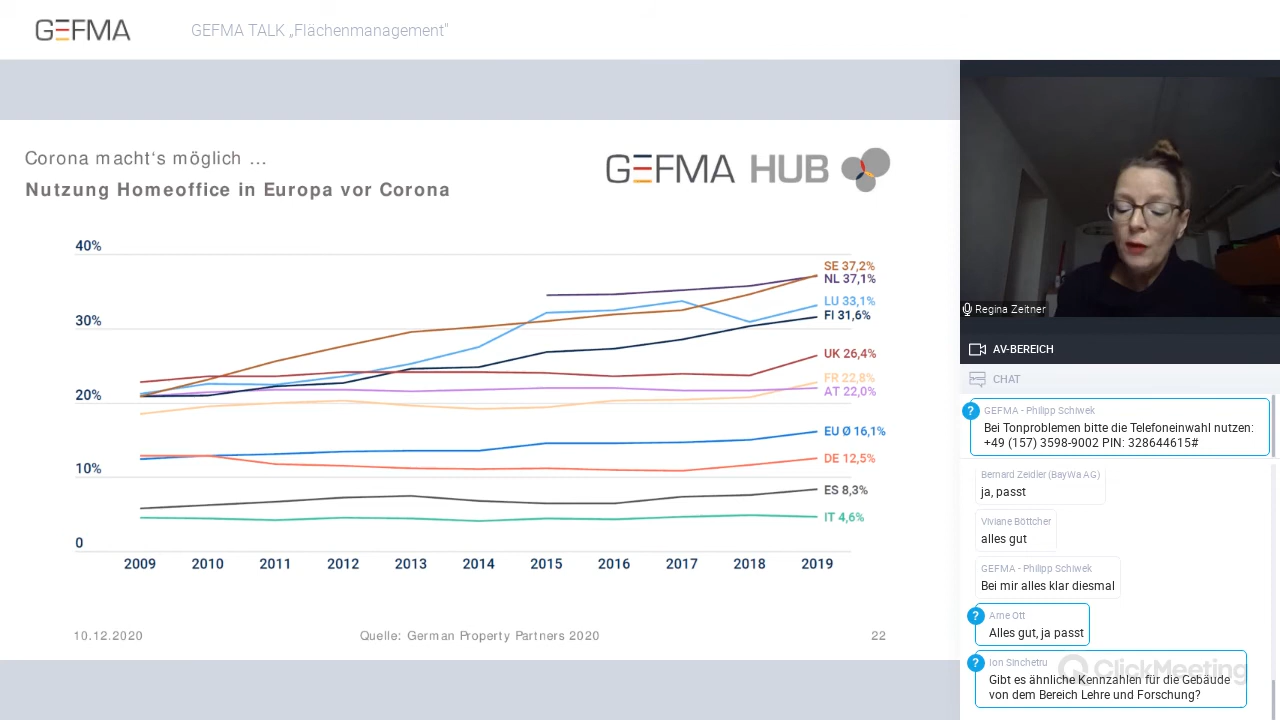 GEFMA
GEFMA TALK „Flächenmanagement"
Corona macht's möglich ...
Nutzung Homeoffice in Europa vor Corona
GEFMA HUB
40%
30%
20%
10%
0
SE 37,2%
NL 37,1%
LU 33,1%
FI 31,6%
UK 26,4%
FR 22,8%
AT 22,0%
EU Ø 16,1%
DE 12,5%
ES 8,3%
IT 4,6%
2009 2010 2011 2012 2013 2014 2015 2016 2017 2018 2019
10.12.2020 Quelle: German Property Partners 2020 22
Regina Zeitner
AV-BEREICH
CHAT
? GEFMA - Philipp Schiwek
Bei Tonproblemen bitte die Telefoneinwahl nutzen:
+49 (157) 3598-9002 PIN: 328644615#
Bernard Zeidler (BayWa AG)
ja, passt
Viviane Böttcher
alles gut
GEFMA - Philipp Schiwek
Bei mir alles klar diesmal
? Arne Ott
Alles gut, ja passt
? Ion Sinchetru
ClickMeeting
Gibt es ähnliche Kennzahlen für die Gebäude
von dem Bereich Lehre und Forschung?